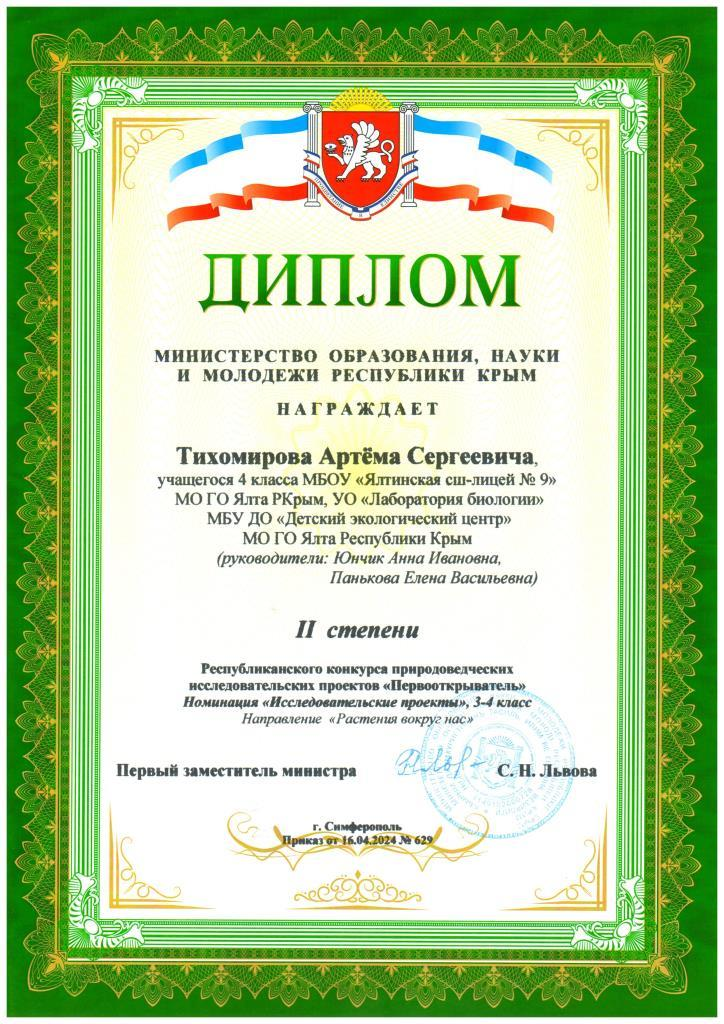 ПРОЦВЕТАНИЕ В ЕДИНСТВЕ
ДИПЛОМ
МИНИСТЕРСТВО ОБРАЗОВАНИЯ, НАУКИ
И МОЛОДЕЖИ РЕСПУБЛИКИ КРЫМ
НАГРАЖДАЕТ
Тихомирова Артёма Сергеевича,
учащегося 4 класса МБОУ «Ялтинская сш-лицей № 9»
МО ГО Ялта РКрым, УО «Лаборатория биологии»
МБУ ДО «Детский экологический центр»
МО ГО Ялта Республики Крым
(руководители: Юнчик Анна Ивановна,
Панькова Елена Васильевна)
II степени
Республиканского конкурса природоведческих
исследовательских проектов «Первооткрыватель»
Номинация «Исследовательские проекты», 3-4 класс
Направление «Растения вокруг нас»
Первый заместитель министра
С. Н. Львова
г. Симферополь
Приказ от 16.04.2024 № 629